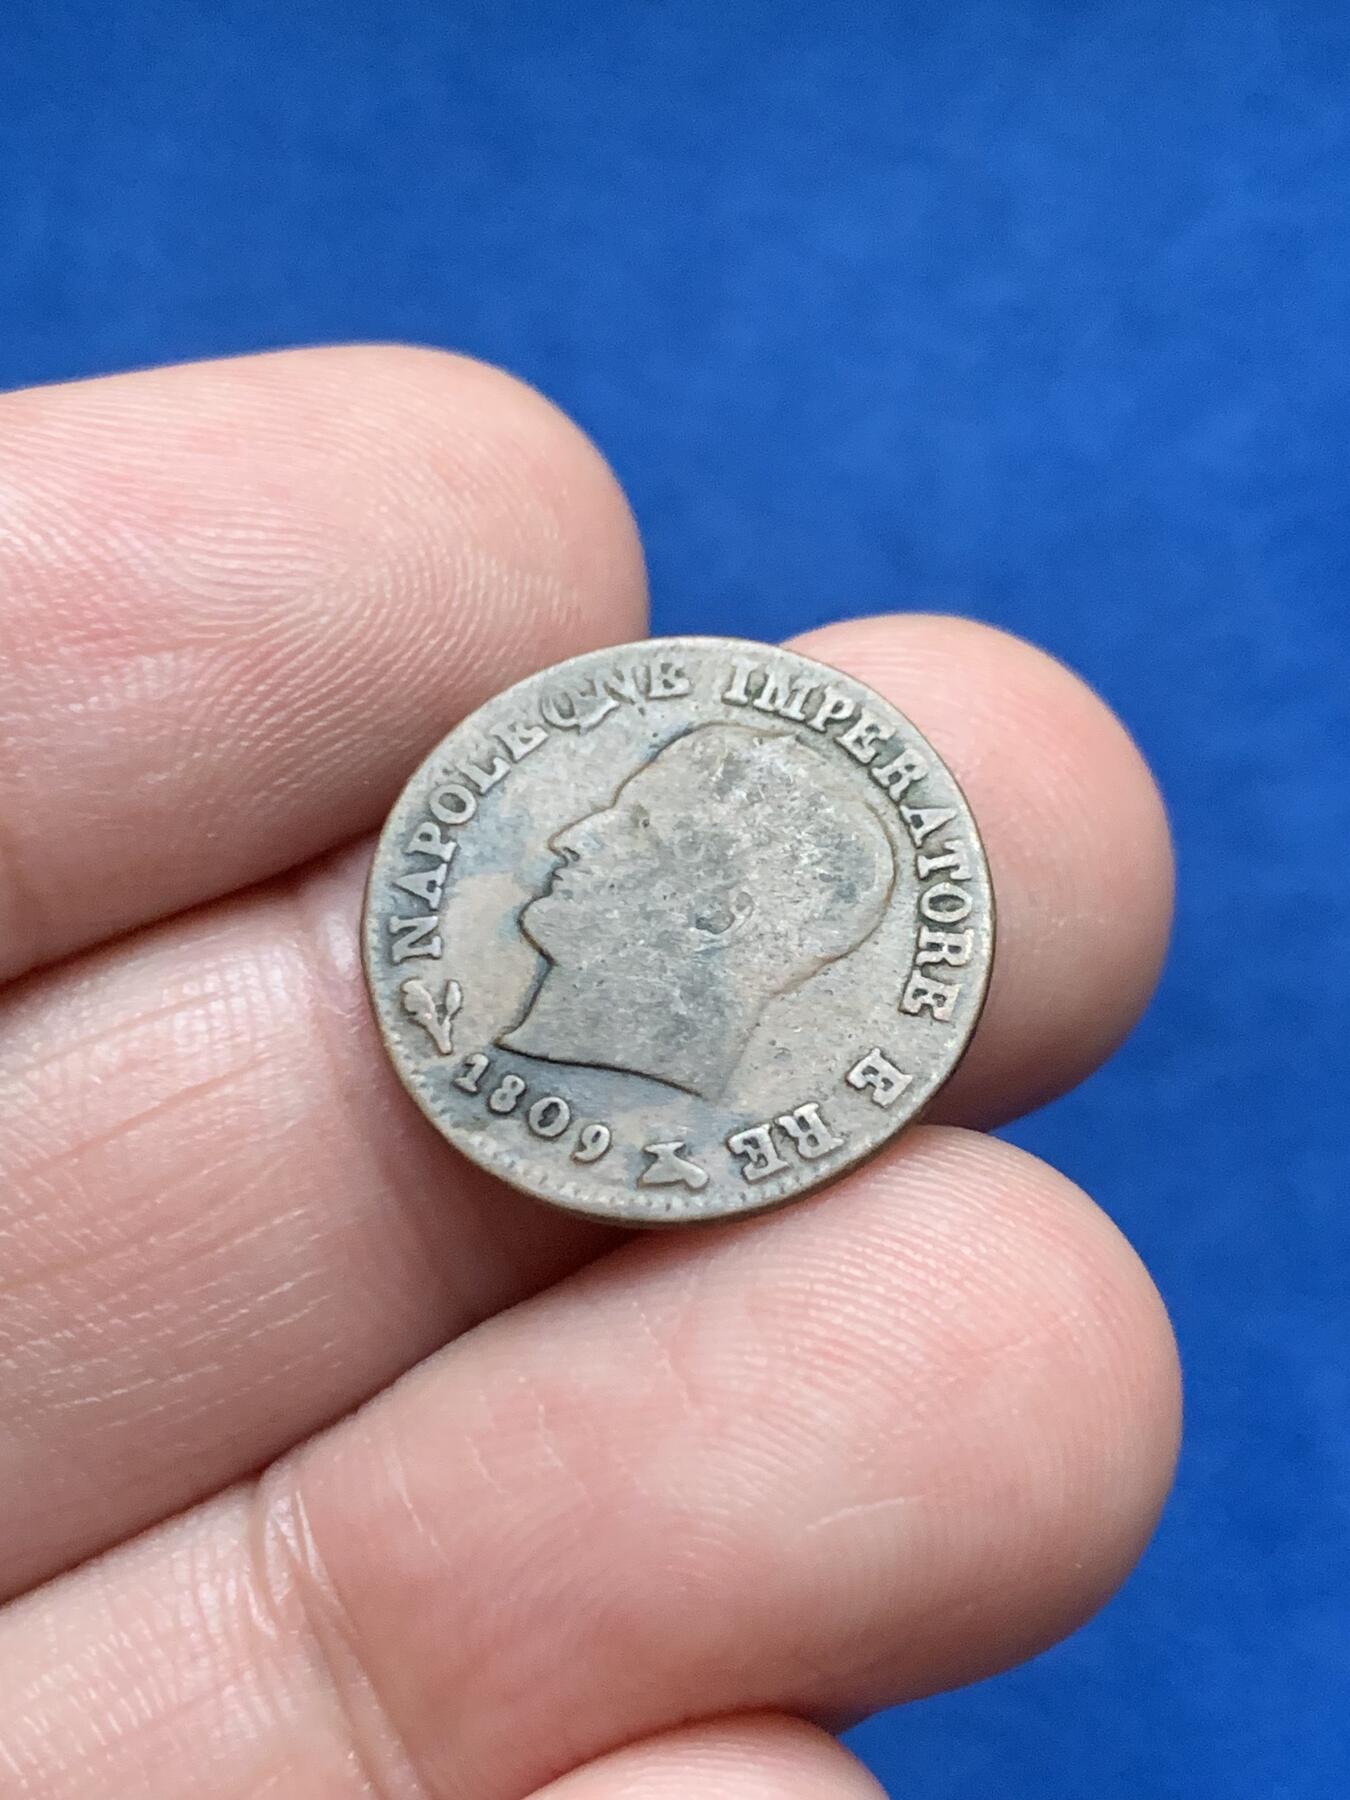 NAPOLEONE IMPERATORE E RE
1809